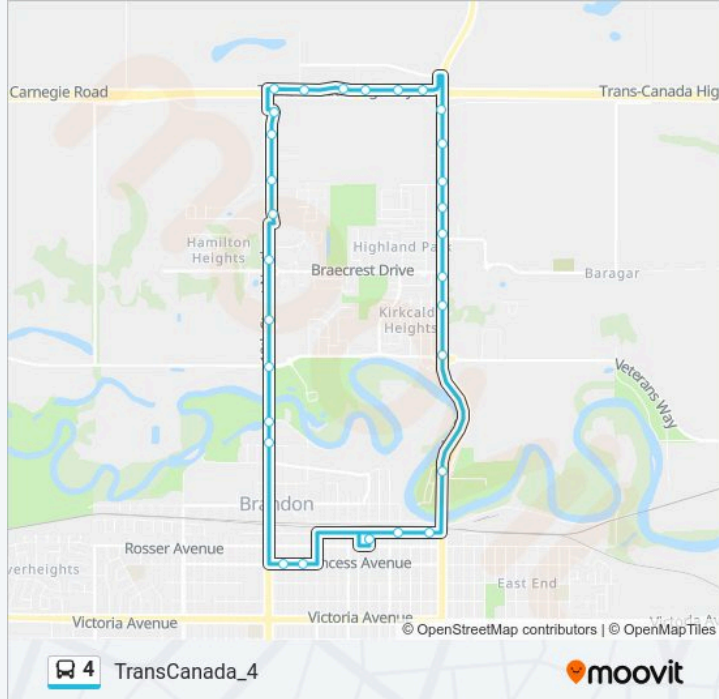 Carnegie Road
Trans-Canada Hig
Hamilton
Heights
Highland Pa k
Braecrest Drive
Baragar
Kirkcald
Heights
Veterans Way
Brandon
Rosser Avenue
verheights
ncess Avenue
East End
Victoria Avenue
Victoria Avenue
© OpenStreetMap contributors | © OpenMapTiles
4 TransCanada_4
moovit